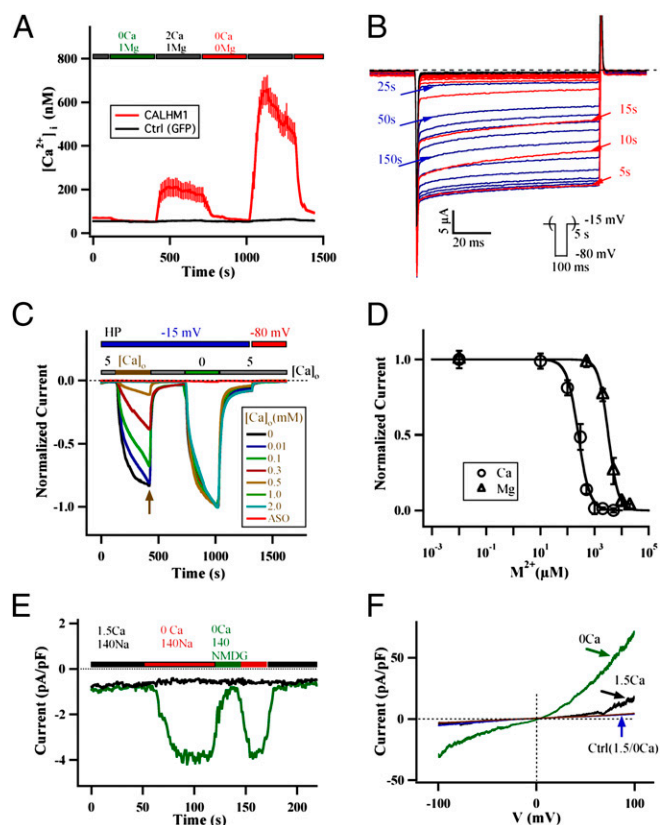 A
0Ca 2Ca 0Ca
1Mg 1Mg 0Mg
800
600
400
200
0
[Ca2+]i (nM)
CALHM1
Ctrl (GFP)
0 500 1000 1500
Time (s)
B
25s
50s
150s
15s
10s
5s
5 μA
20 ms
-15 mV
5 s
-80 mV
100 ms
C
HP -15 mV -80 mV
[Ca]o
5 0 5 [Ca]o
0.0
-0.5
-1.0
Normalized Current
[Ca]o(mM)
0
0.01
0.1
0.3
0.5
1.0
2.0
ASO
0 500 1000 1500
Time (s)
D
1.0
0.5
0.0
Normalized Current
Ca
Mg
10-3 10-1 101 103 105
M2+(μM)
E
1.5Ca 0 Ca 0Ca
140Na 140Na 140
NMDG
2
0
-2
-4
Current (pA/pF)
0 50 100 150 200
Time (s)
F
50
0
-50
Current (pA/pF)
0Ca
1.5Ca
Ctrl(1.5/0Ca)
-100 0 100
V (mV)